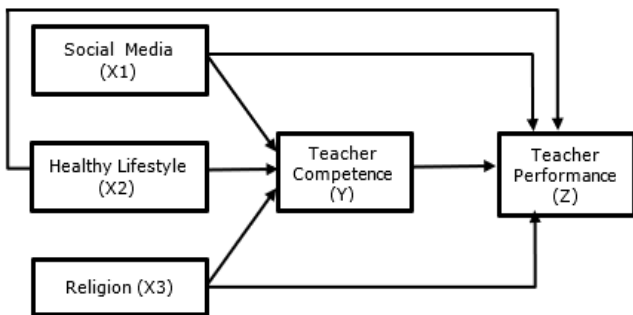 Social Media
(X1)
Healthy Lifestyle
(X2)
Religion (X3)
Teacher
Competence
(Y)
Teacher
Performance
(Z)